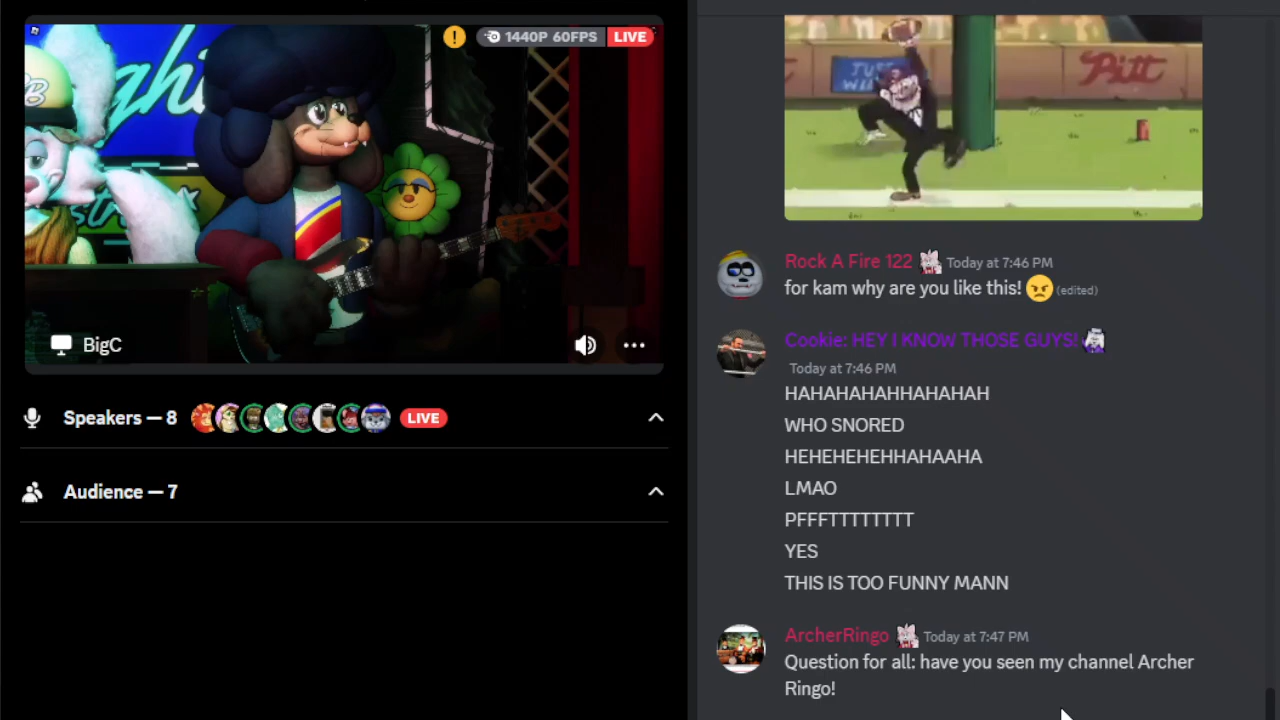 1440P 60FPS
LIVE
BigC
Speakers — 8
LIVE
Audience — 7
Pitt
Rock A Fire 122
Today at 7:46 PM
for kam why are you like this! 😠 (edited)
Cookie: HEY I KNOW THOSE GUYS!
Today at 7:46 PM
HAHAHAHAHHAHAHAH
WHO SNORED
HEHEHEHEHHAHAAHA
LMAO
PFFFTTTTTTTT
YES
THIS IS TOO FUNNY MANN
ArcherRingo
Today at 7:47 PM
Question for all: have you seen my channel Archer
Ringo!